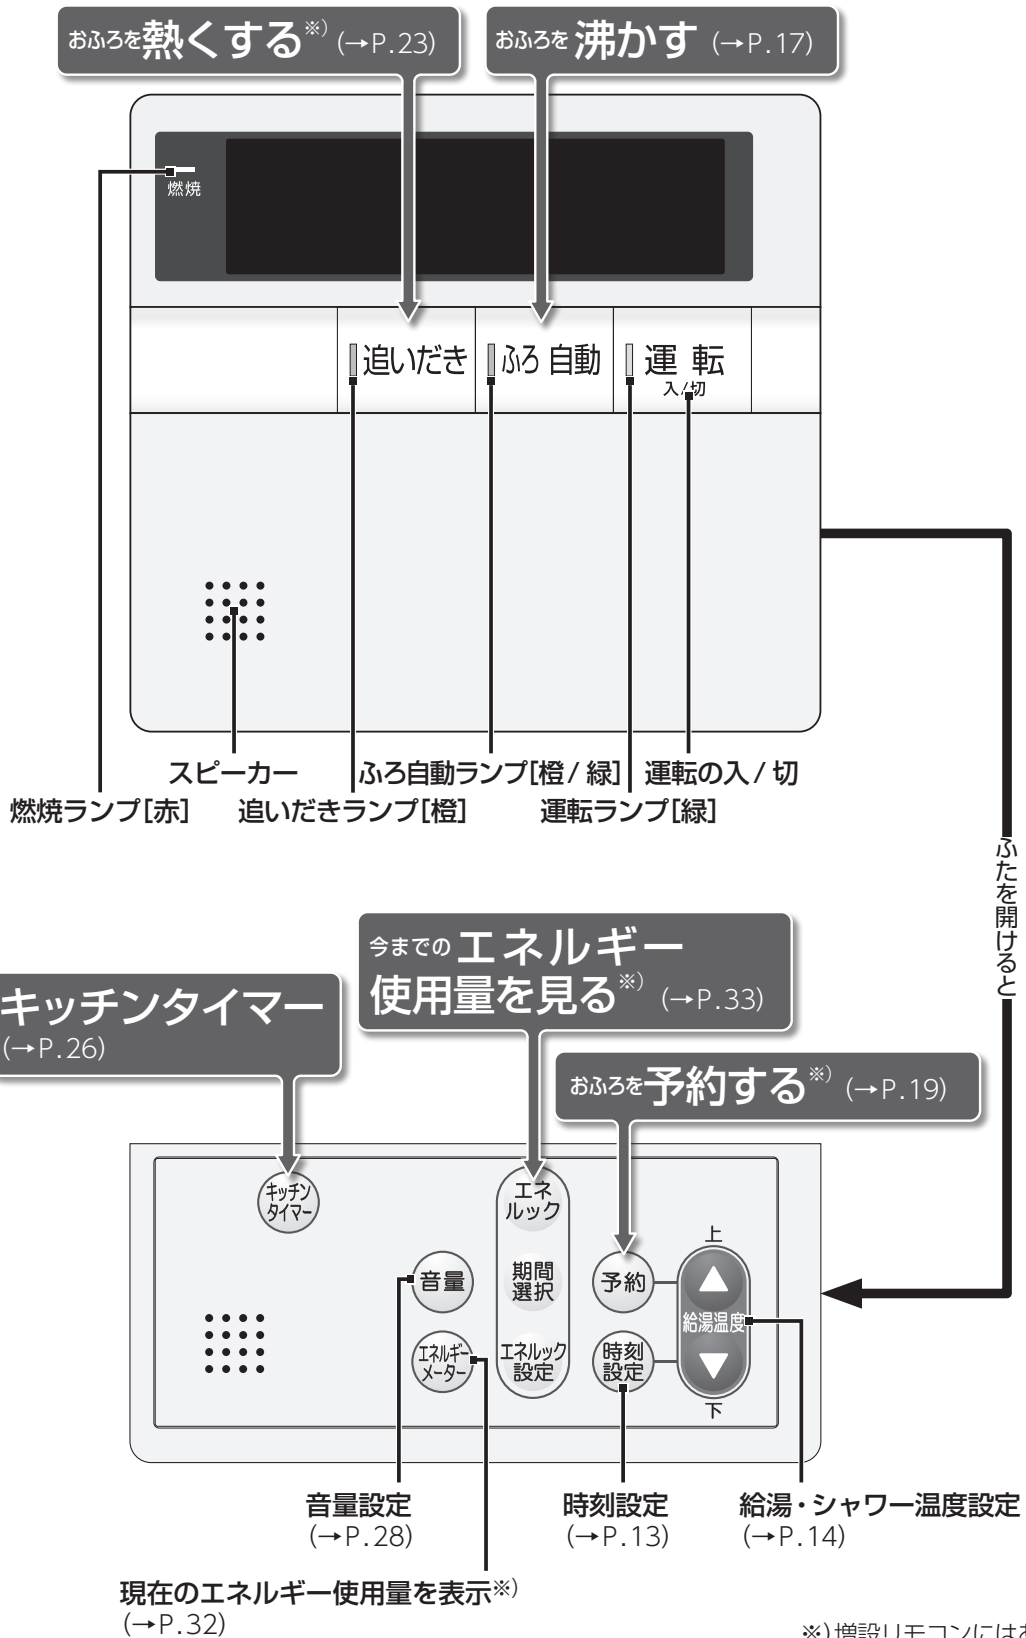 おふろを熱くする※) (→P.23)
おふろを 沸かす (→P.17)
燃焼
追いだき
ふろ 自動
運 転
入/切
スピーカー
ふろ自動ランプ[橙/緑]
運転の入/切
燃焼ランプ[赤]
追いだきランプ[橙]
運転ランプ[緑]
ふたを開けると
今までの エネルギー
使用量を見る※) (→P.33)
キッチンタイマー
(→P.26)
おふろを予約する※) (→P.19)
キッチン
タイマー
エネ
ルック
上
音量
期間
選択
予約
給湯温度
エネルギー
メーター
エネルック
設定
時刻
設定
下
音量設定
(→P.28)
時刻設定
(→P.13)
給湯・シャワー温度設定
(→P.14)
現在のエネルギー使用量を表示※)
(→P.32)
※)増設リモコンには